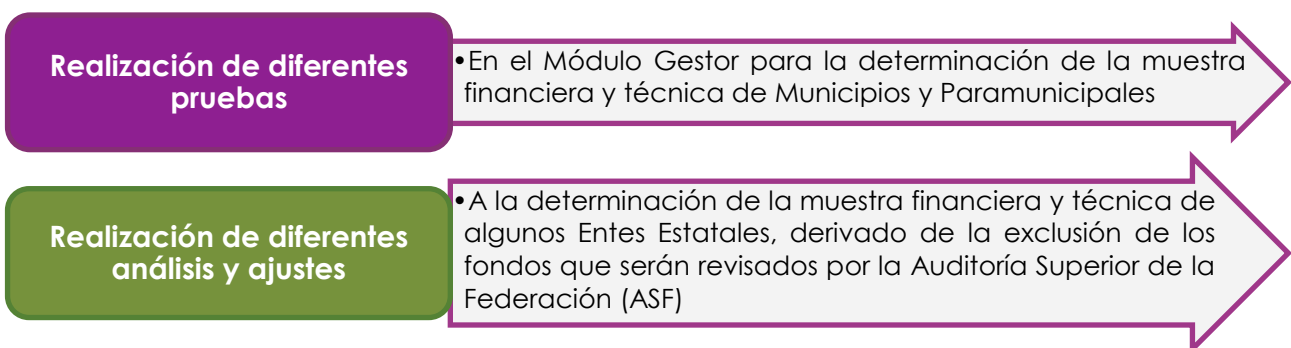 Realización de diferentes
pruebas
•En el Módulo Gestor para la determinación de la muestra
financiera y técnica de Municipios y Paramunicipales
Realización de diferentes
análisis y ajustes
•A la determinación de la muestra financiera y técnica de
algunos Entes Estatales, derivado de la exclusión de los
fondos que serán revisados por la Auditoría Superior de la
Federación (ASF)